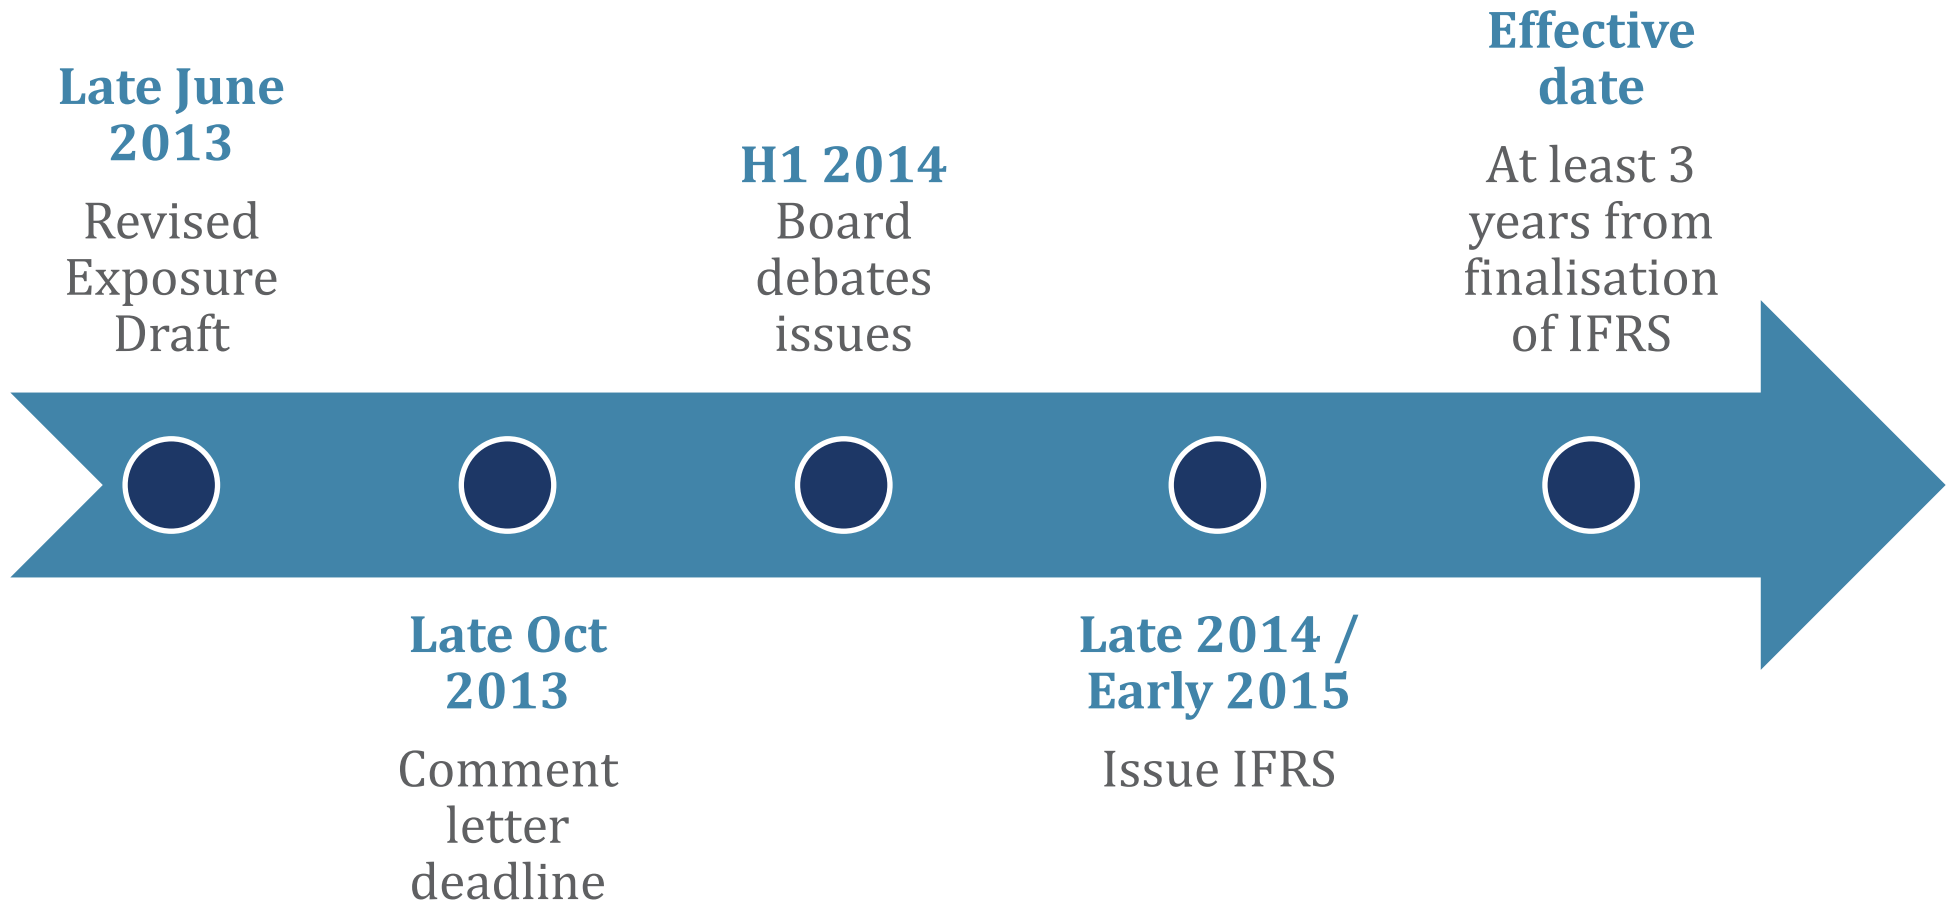 Late June
2013
Revised
Exposure
Draft
Late Oct
2013
Comment
letter
deadline
H1 2014
Board
debates
issues
Late 2014 /
Early 2015
Issue IFRS
Effective
date
At least 3
years from
finalisation
of IFRS